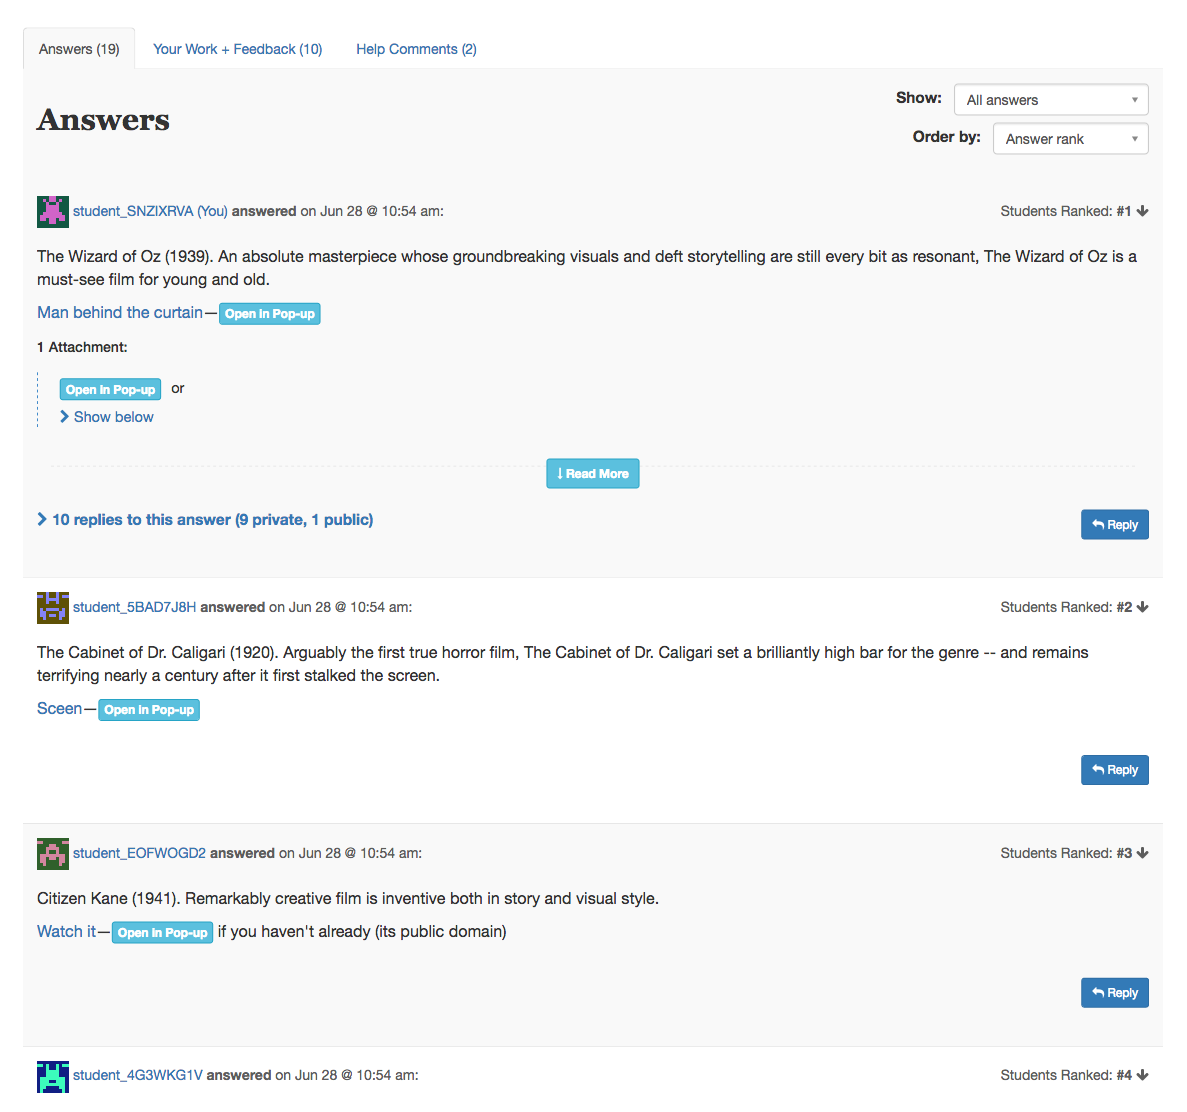 Answers (19) Your Work + Feedback (10) Help Comments (2)
Show: All answers
Answers
Order by: Answer rank
student_SNZIXRVA (You) answered on Jun 28 @ 10:54 am: Students Ranked: #1
The Wizard of Oz (1939). An absolute masterpiece whose groundbreaking visuals and deft storytelling are still every bit as resonant, The Wizard of Oz is a
must-see film for young and old.
Man behind the curtain— Open in Pop-up
1 Attachment:
Open in Pop-up or
Show below
Read More
10 replies to this answer (9 private, 1 public)
Reply
student_5BAD7J8H answered on Jun 28 @ 10:54 am: Students Ranked: #2
The Cabinet of Dr. Caligari (1920). Arguably the first true horror film, The Cabinet of Dr. Caligari set a brilliantly high bar for the genre -- and remains
terrifying nearly a century after it first stalked the screen.
Sceen— Open in Pop-up
Reply
student_EOFWOGD2 answered on Jun 28 @ 10:54 am: Students Ranked: #3
Citizen Kane (1941). Remarkably creative film is inventive both in story and visual style.
Watch it— Open in Pop-up if you haven't already (its public domain)
Reply
student_4G3WKG1V answered on Jun 28 @ 10:54 am: Students Ranked: #4